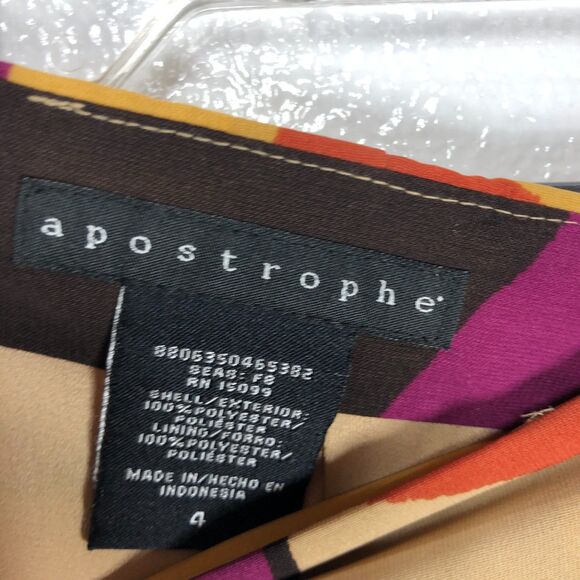 apostrophe
8806350465382
SEAS: F8
RN 15099
SHELL/EXTERIOR:
100%POLYESTER/
POLIÉSTER
LINING/FORRO:
100%POLYESTER/
POLIÉSTER
MADE IN/HECHO EN
INDONESIA
4